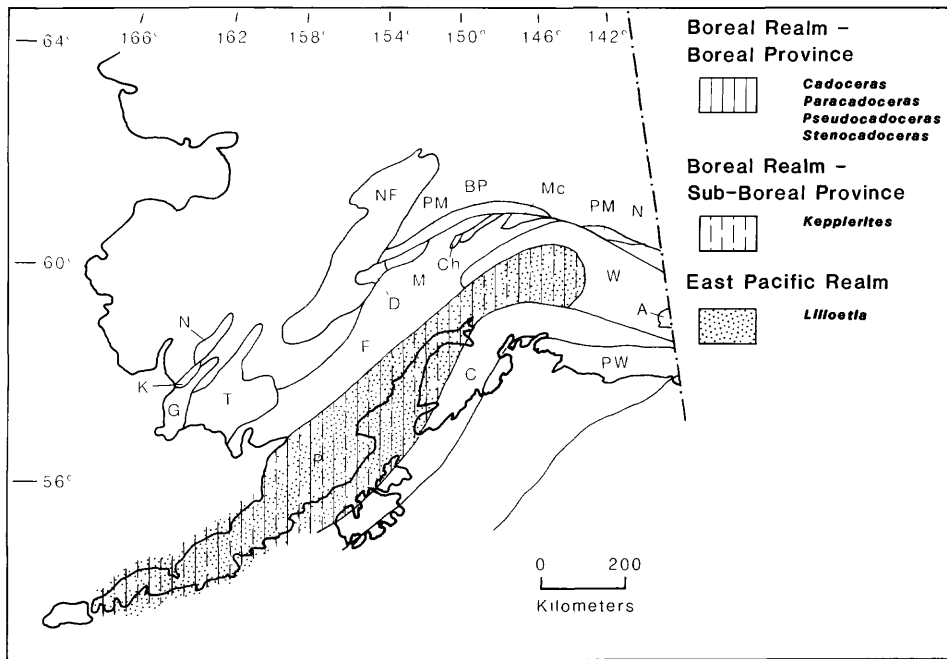 166° 162 158° 154° 150° 146° 142°
64°
60°
56°
NF
PM
BP
Mc
PM
N
Ch
M
D
W
A
N
F
K
G
T
C
PW
P
0 200
Kilometers
Boreal Realm –
Boreal Province
Cadoceras
Paracadoceras
Pseudocadoceras
Stenocadoceras
Boreal Realm –
Sub-Boreal Province
Kepplerites
East Pacific Realm
Lilloetia